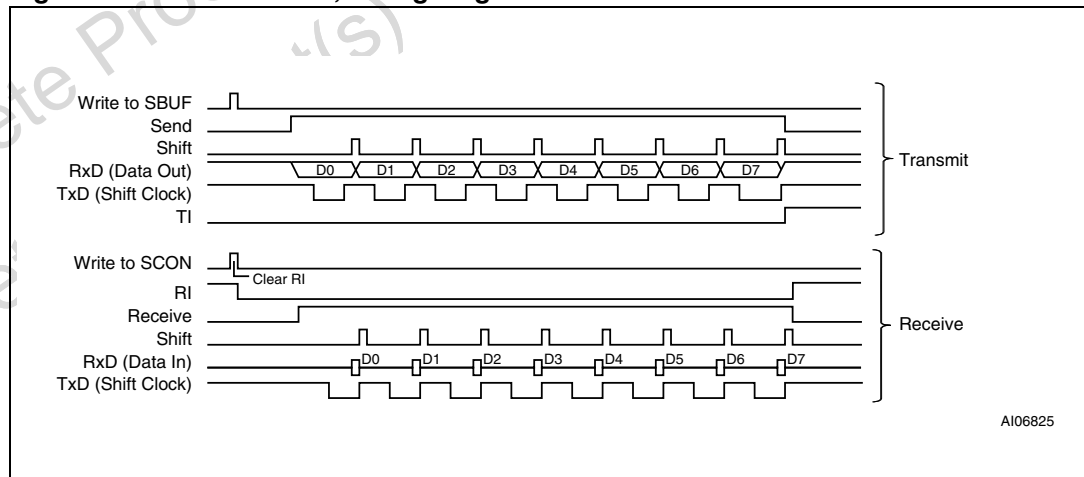 Write to SBUF
Send
Shift
RxD (Data Out)
D0 D1 D2 D3 D4 D5 D6 D7
TxD (Shift Clock)
TI
Transmit
Write to SCON
Clear RI
RI
Receive
Shift
RxD (Data In)
D0 D1 D2 D3 D4 D5 D6 D7
TxD (Shift Clock)
Receive
AI06825